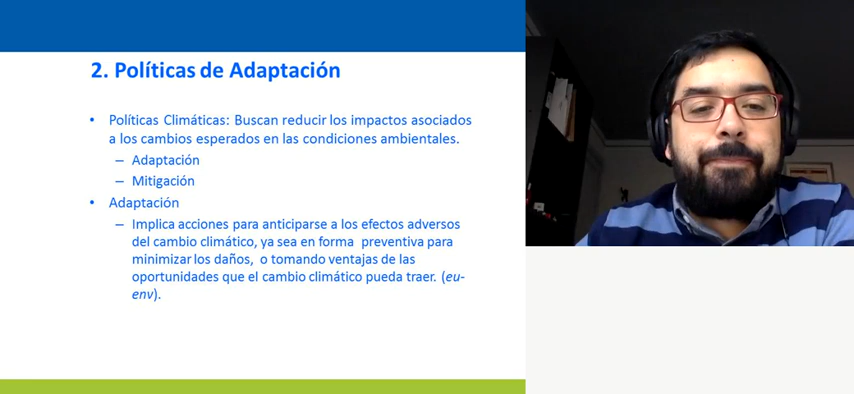 2. Políticas de Adaptación
• Políticas Climáticas: Buscan reducir los impactos asociados
a los cambios esperados en las condiciones ambientales.
– Adaptación
– Mitigación
• Adaptación
– Implica acciones para anticiparse a los efectos adversos
del cambio climático, ya sea en forma preventiva para
minimizar los daños, o tomando ventajas de las
oportunidades que el cambio climático pueda traer. (eu-
env).